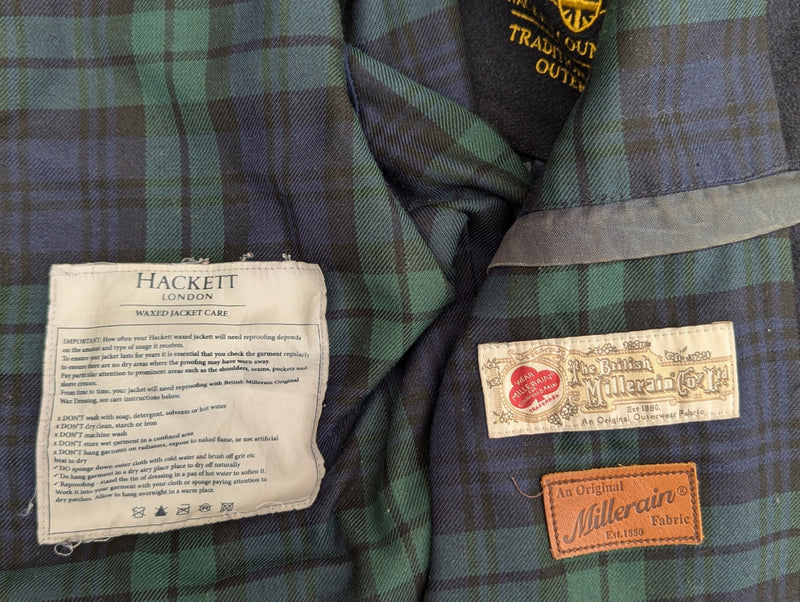 TRADITION
OUTER
HACKETT
LONDON
WAXED JACKET CARE
IMPORTANT: How often your Hackett waxed jackett will need reproofing depends
on the amont and type of usage it receives.
To ensure your jacket lasts for years it is essential that you check the garment regularly
to ensure there are no dry areas where the proofing may have worn away.
Pay particular attention to prominent areas such as the shoulders, seams, pockets and
sleeve creases.
From time to time, your jacket will need reproofing with British Millerain Original
Wax Dressing, see care instructions below.
x DON'T wash with soap, detergent, solvents or hot water
x DON'T dry clean, starch or iron
x DON'T machine wash
x DON'T store wet garment in a confined area
x DON'T hang garment on radiators, expose to naked flame, or use artificial
heat to dry
✓ DO sponge down outer cloth with cold water and brush off grit etc
✓ Do hang garment in a dry airy place place to dry off naturally
✓ Reproofing - stand the tin of dressing in a pan of hot water to soften it.
Work it into your garment with your cloth or sponge paying attention to
dry patches. Allow to hang overnight in a warm place.
WEAR
MILLERAIN
The British
Millerain Co. Ltd
Est 1880.
An Original Outerwear Fabric
An Original
Millerain®
Fabric
Est.1880